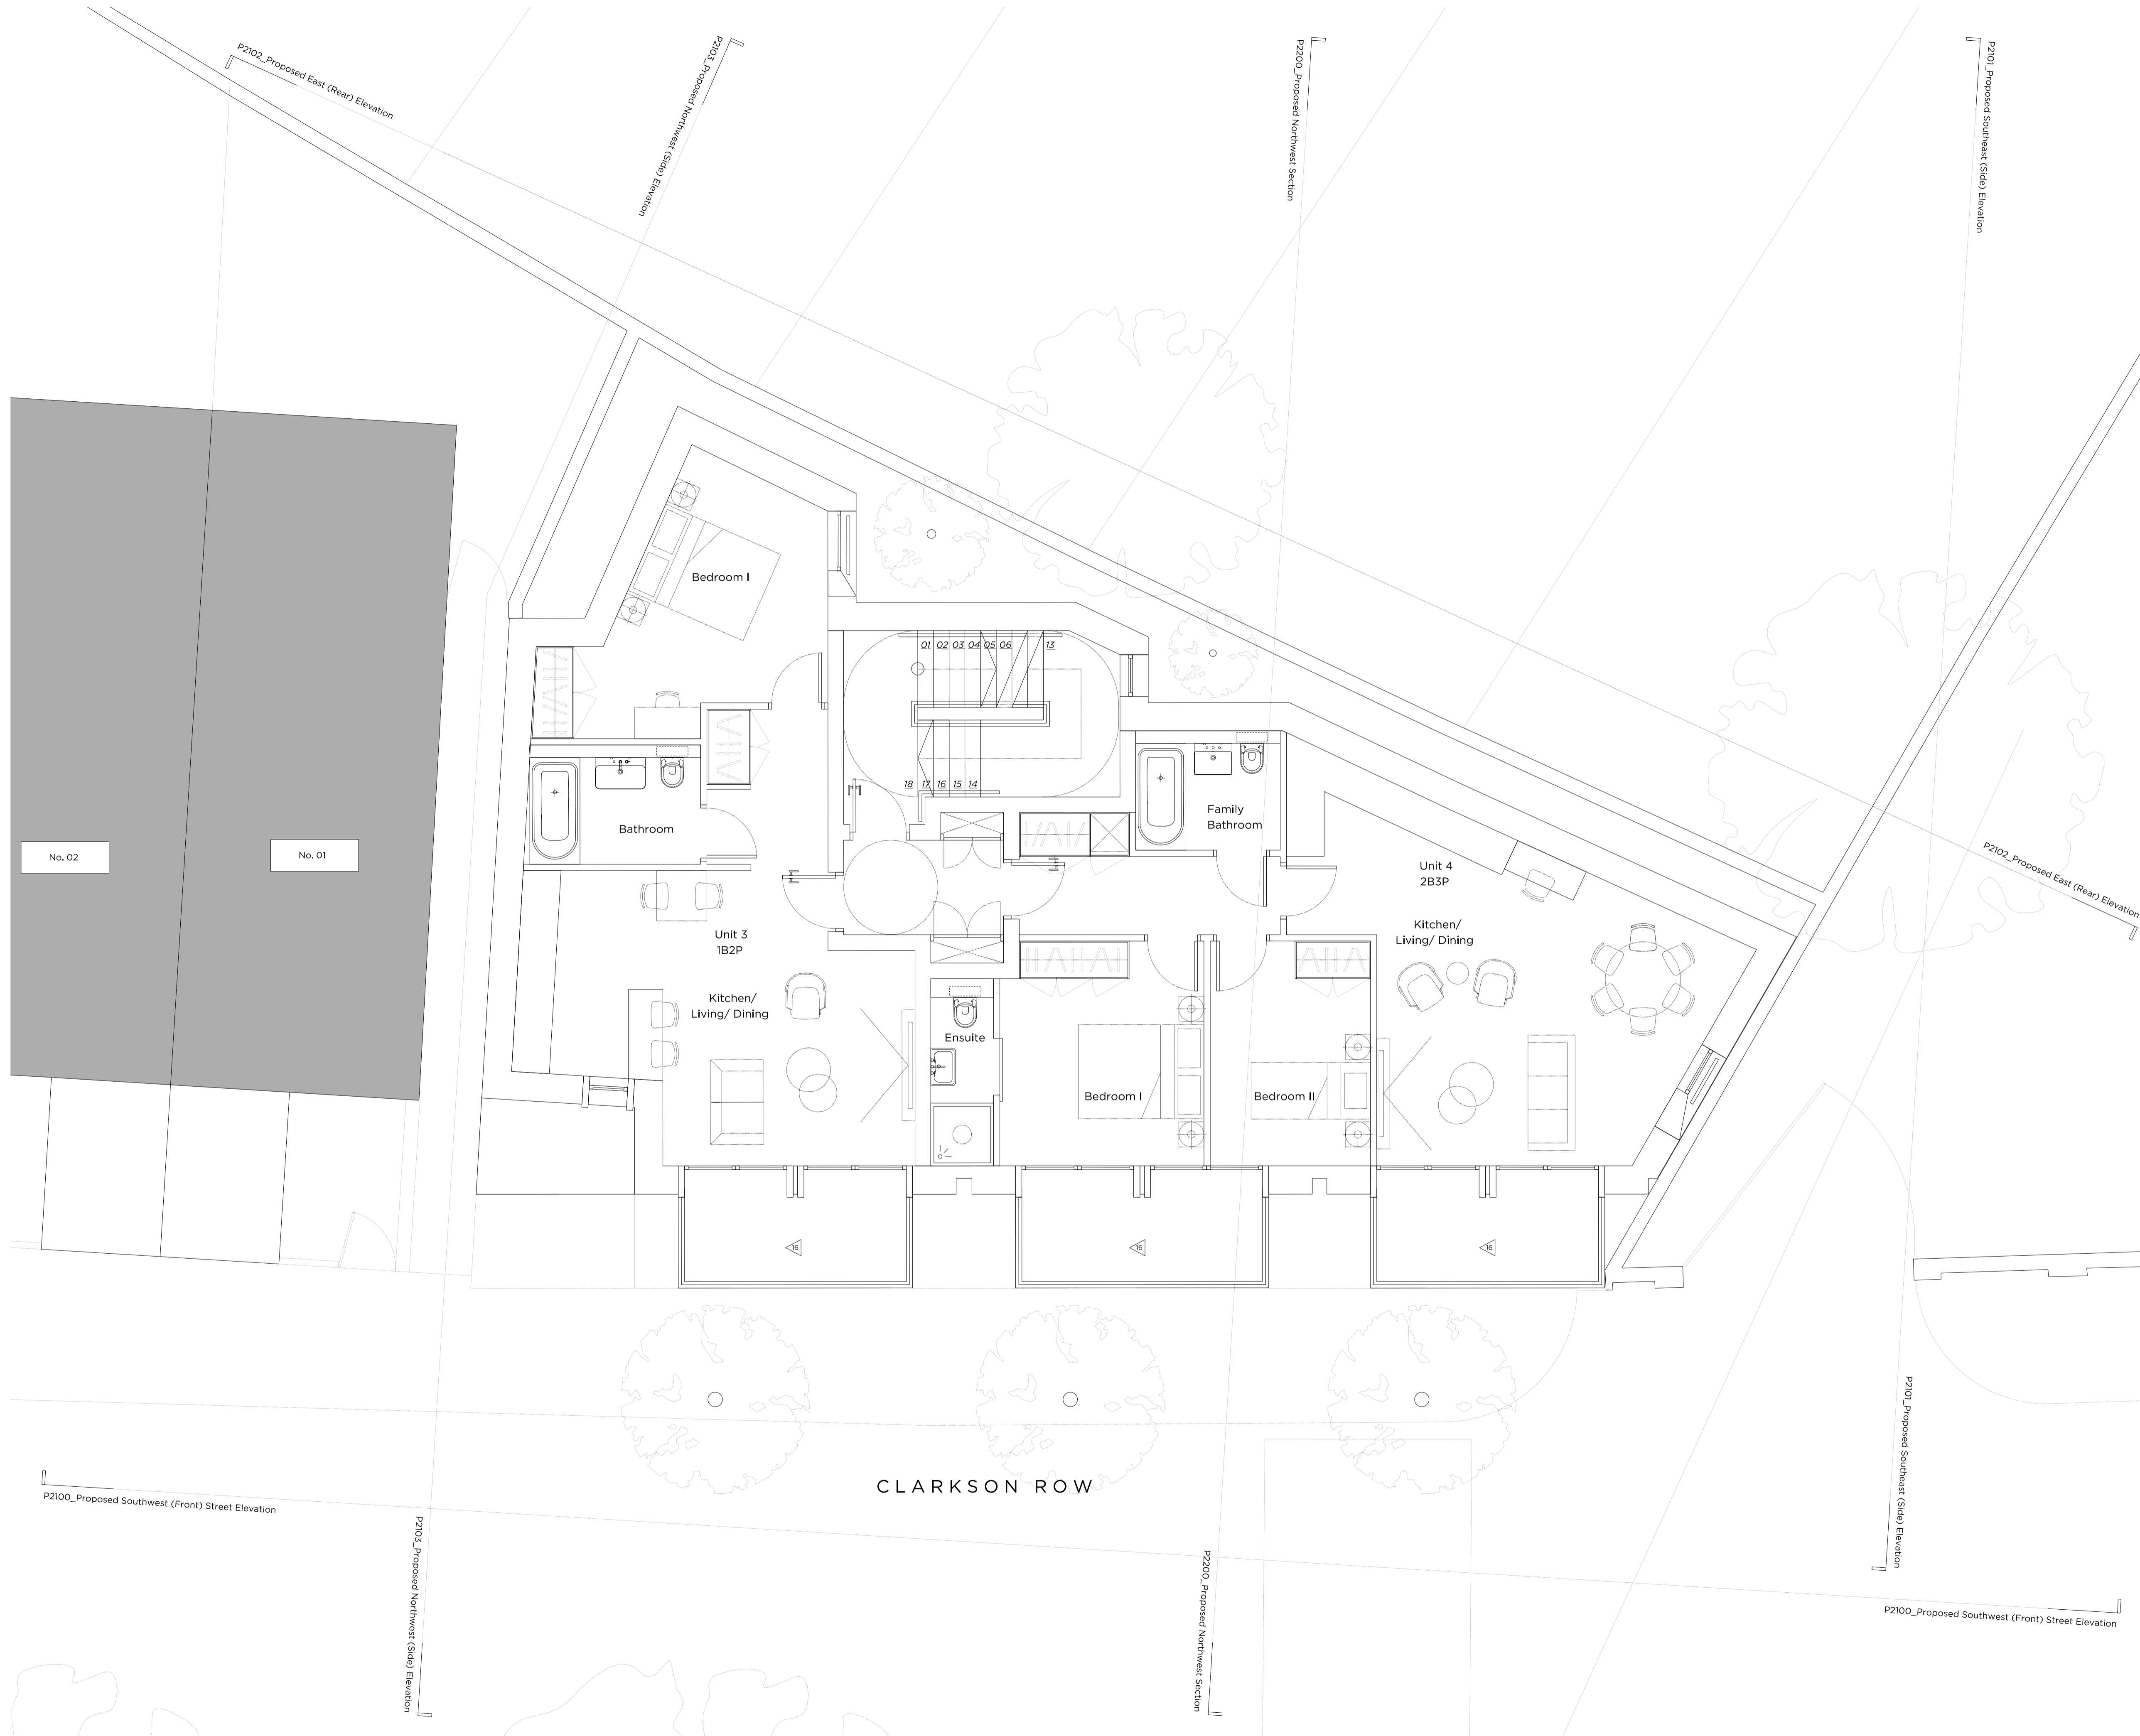 P2102_Proposed East (Rear) Elevation
P2103_Proposed Northwest (Side) Elevation
P2200_Proposed Northwest Section
P2101_Proposed Southeast (Side) Elevation
Bedroom I
01 02 03 04 05 06 13
18 17 16 15 14
Bathroom
Family
Bathroom
No. 02
No. 01
Unit 4
2B3P
P2102_Proposed East (Rear) Elevation
Unit 3
1B2P
Kitchen/
Living/ Dining
Kitchen/
Living/ Dining
Ensuite
Bedroom I
Bedroom II
16
16
16
CLARKSON ROW
P2101_Proposed Southeast (Side) Elevation
P2100_Proposed Southwest (Front) Street Elevation
P2103_Proposed Northwest (Side) Elevation
P2200_Proposed Northwest Section
P2100_Proposed Southwest (Front) Street Elevation